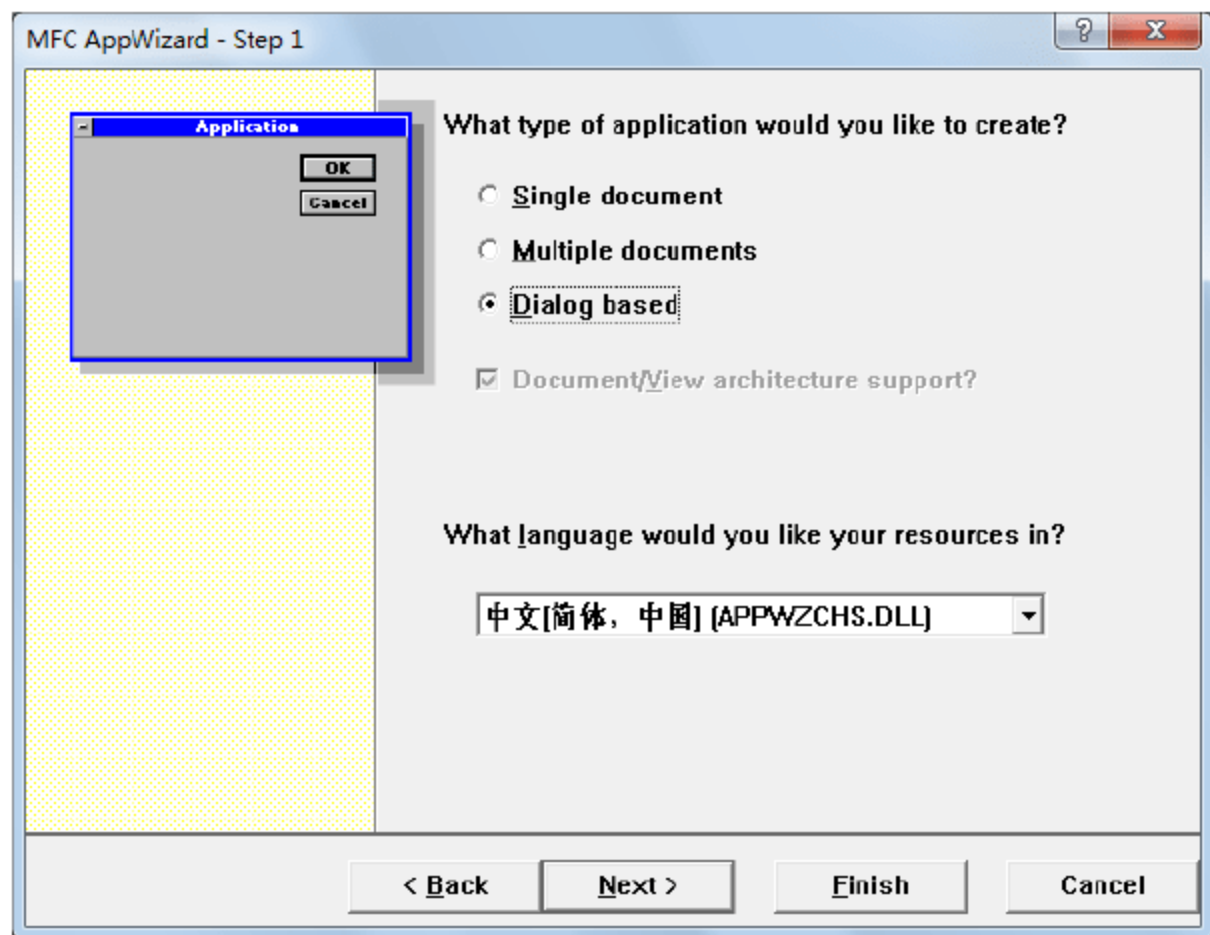 MFC AppWizard - Step 1
?
X
Application
OK
Cancel
What type of application would you like to create?
Single document
Multiple documents
Dialog based
Document/View architecture support?
What language would you like your resources in?
中文[简体，中国] (APPWZCHS.DLL)
< Back
Next >
Finish
Cancel